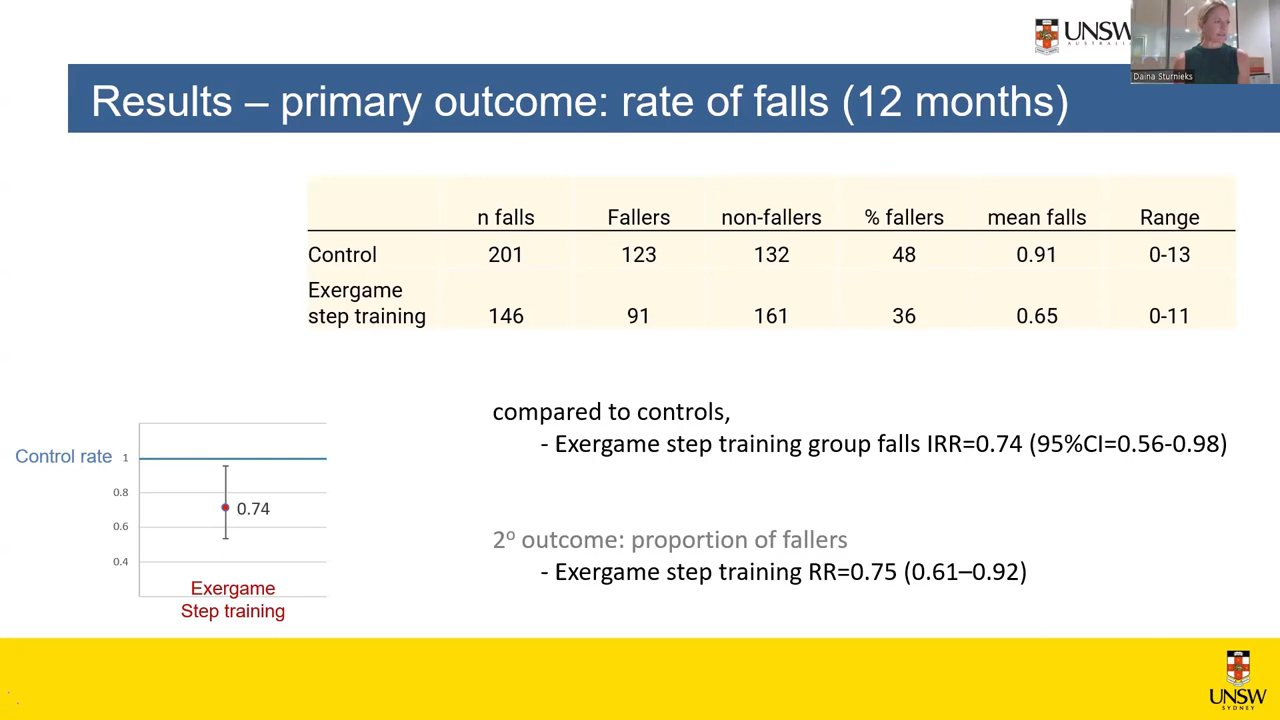 UNSW
AUSTRALIA
Daina Sturnieks
Results – primary outcome: rate of falls (12 months)
n falls Fallers non-fallers % fallers mean falls Range
Control 201 123 132 48 0.91 0-13
Exergame
step training 146 91 161 36 0.65 0-11
compared to controls,
- Exergame step training group falls IRR=0.74 (95%CI=0.56-0.98)
Control rate 1
0.8
0.74
0.6
0.4
Exergame
Step training
2º outcome: proportion of fallers
- Exergame step training RR=0.75 (0.61–0.92)
UNSW
SYDNEY